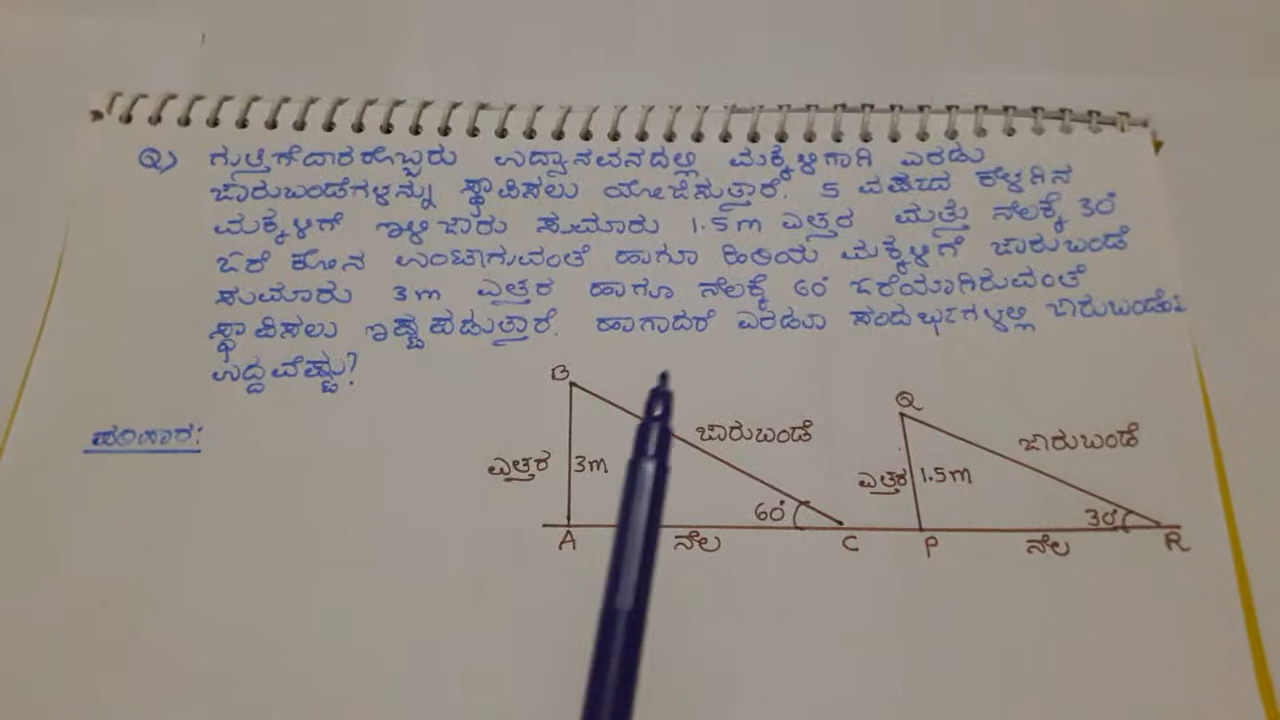 Q) ಗುತ್ತಿಗೆದಾರರೊಬ್ಬರು ಉದ್ಯಾನವನದಲ್ಲಿ ಮಕ್ಕಳಿಗಾಗಿ ಎರಡು
ಜಾರುಬಂಡೆಗಳನ್ನು ಸ್ಥಾಪಿಸಲು ಯೋಜಿಸುತ್ತಾರೆ. 5 ವರ್ಷದ ಕೆಳಗಿನ
ಮಕ್ಕಳಿಗೆ ಇಳಿಜಾರು ಸುಮಾರು 1.5m ಎತ್ತರ ಮತ್ತು ನೆಲಕ್ಕೆ 30°
ಓರೆ ಕೋನ ಉಂಟಾಗುವಂತೆ ಹಾಗೂ ಹಿರಿಯ ಮಕ್ಕಳಿಗೆ ಜಾರುಬಂಡೆ
ಸುಮಾರು 3m ಎತ್ತರ ಹಾಗೂ ನೆಲಕ್ಕೆ 60° ಓರೆಯಾಗಿರುವಂತೆ
ಸ್ಥಾಪಿಸಲು ಇಷ್ಟಪಡುತ್ತಾರೆ. ಹಾಗಾದರೆ ಎರಡೂ ಸಂದರ್ಭಗಳಲ್ಲಿ
ಉದ್ದವೆಷ್ಟು?
ಪರಿಹಾರ:
B
ಎತ್ತರ 3m ಜಾರುಬಂಡೆ 60°
A ನೆಲ C
Q
ಎತ್ತರ 1.5m ಜಾರುಬಂಡೆ 30°
P ನೆಲ R